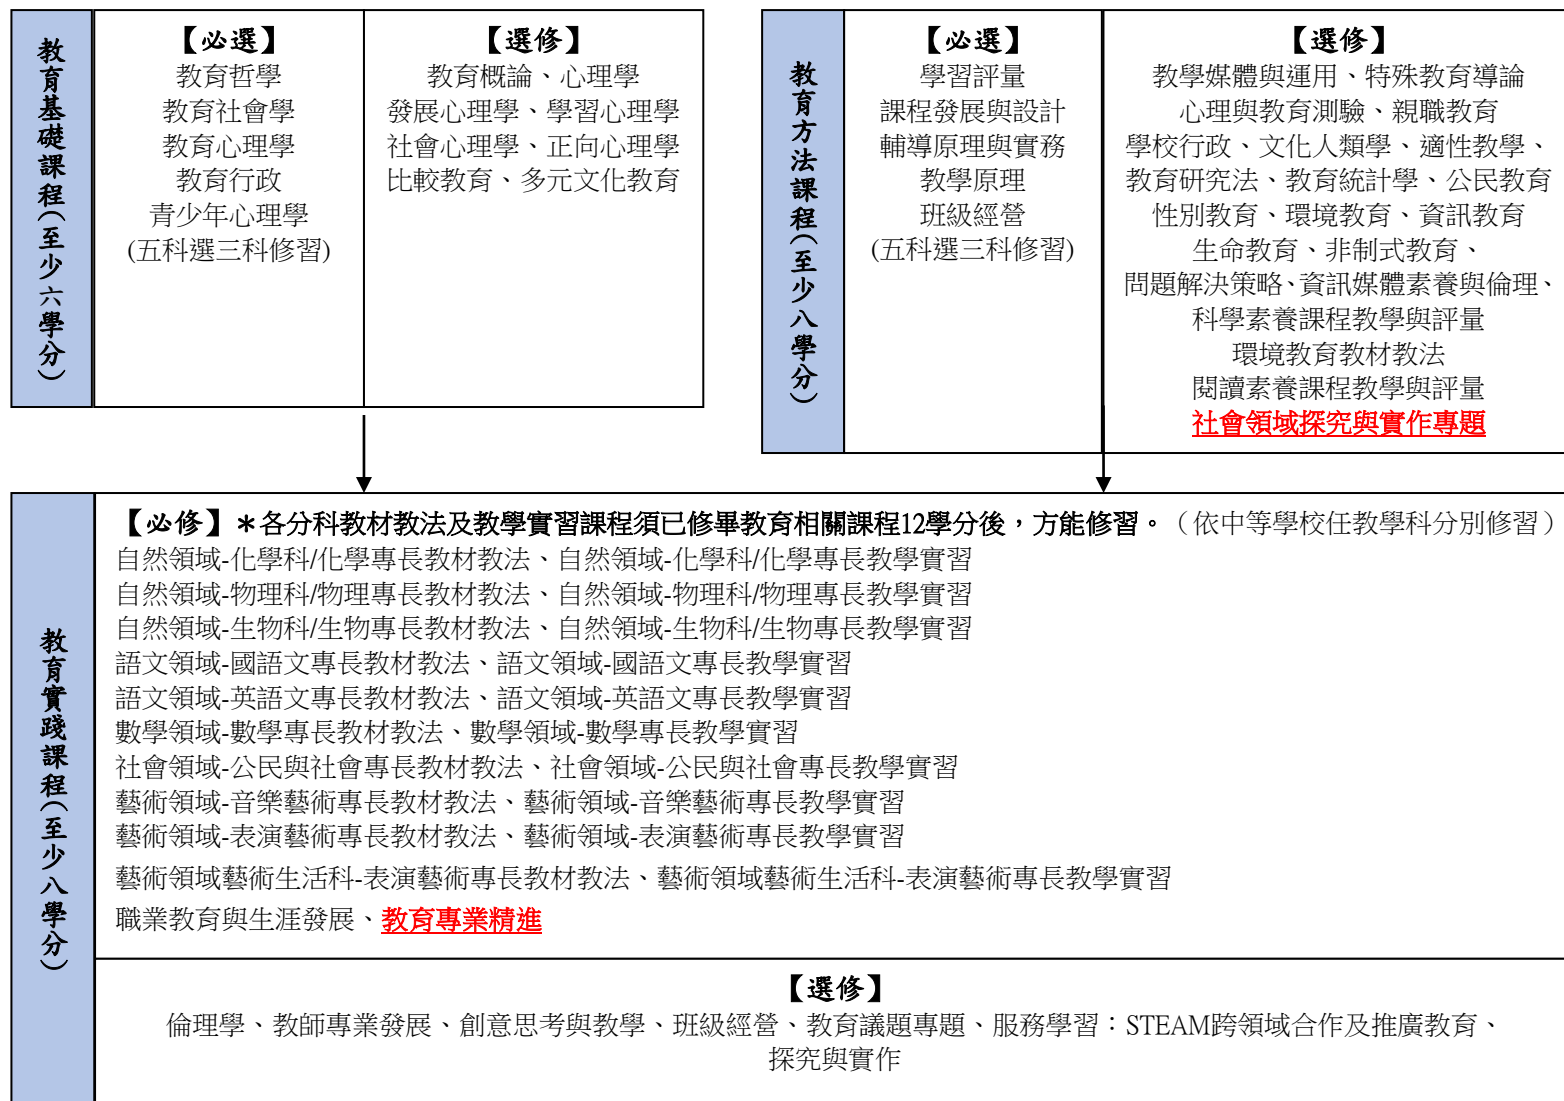 教育基礎課程(至少六學分)
【必選】
教育哲學
教育社會學
教育心理學
教育行政
青少年心理學
(五科選三科修習)
【選修】
教育概論、心理學
發展心理學、學習心理學
社會心理學、正向心理學
比較教育、多元文化教育
教育方法課程(至少八學分)
【必選】
學習評量
課程發展與設計
輔導原理與實務
教學原理
班級經營
(五科選三科修習)
【選修】
教學媒體與運用、特殊教育導論
心理與教育測驗、親職教育
學校行政、文化人類學、適性教學、
教育研究法、教育統計學、公民教育
性別教育、環境教育、資訊教育
生命教育、非制式教育、
問題解決策略、資訊媒體素養與倫理、
科學素養課程教學與評量
環境教育教材教法
閱讀素養課程教學與評量
社會領域探究與實作專題
教育實踐課程(至少八學分)
【必修】＊各分科教材教法及教學實習課程須已修畢教育相關課程12學分後，方能修習。（依中等學校任教學科分別修習）
自然領域-化學科/化學專長教材教法、自然領域-化學科/化學專長教學實習
自然領域-物理科/物理專長教材教法、自然領域-物理科/物理專長教學實習
自然領域-生物科/生物專長教材教法、自然領域-生物科/生物專長教學實習
語文領域-國語文專長教材教法、語文領域-國語文專長教學實習
語文領域-英語文專長教材教法、語文領域-英語文專長教學實習
數學領域-數學專長教材教法、數學領域-數學專長教學實習
社會領域-公民與社會專長教材教法、社會領域-公民與社會專長教學實習
藝術領域-音樂藝術專長教材教法、藝術領域-音樂藝術專長教學實習
藝術領域-表演藝術專長教材教法、藝術領域-表演藝術專長教學實習
藝術領域藝術生活科-表演藝術專長教材教法、藝術領域藝術生活科-表演藝術專長教學實習
職業教育與生涯發展、教育專業精進
【選修】
倫理學、教師專業發展、創意思考與教學、班級經營、教育議題專題、服務學習：STEAM跨領域合作及推廣教育、
探究與實作